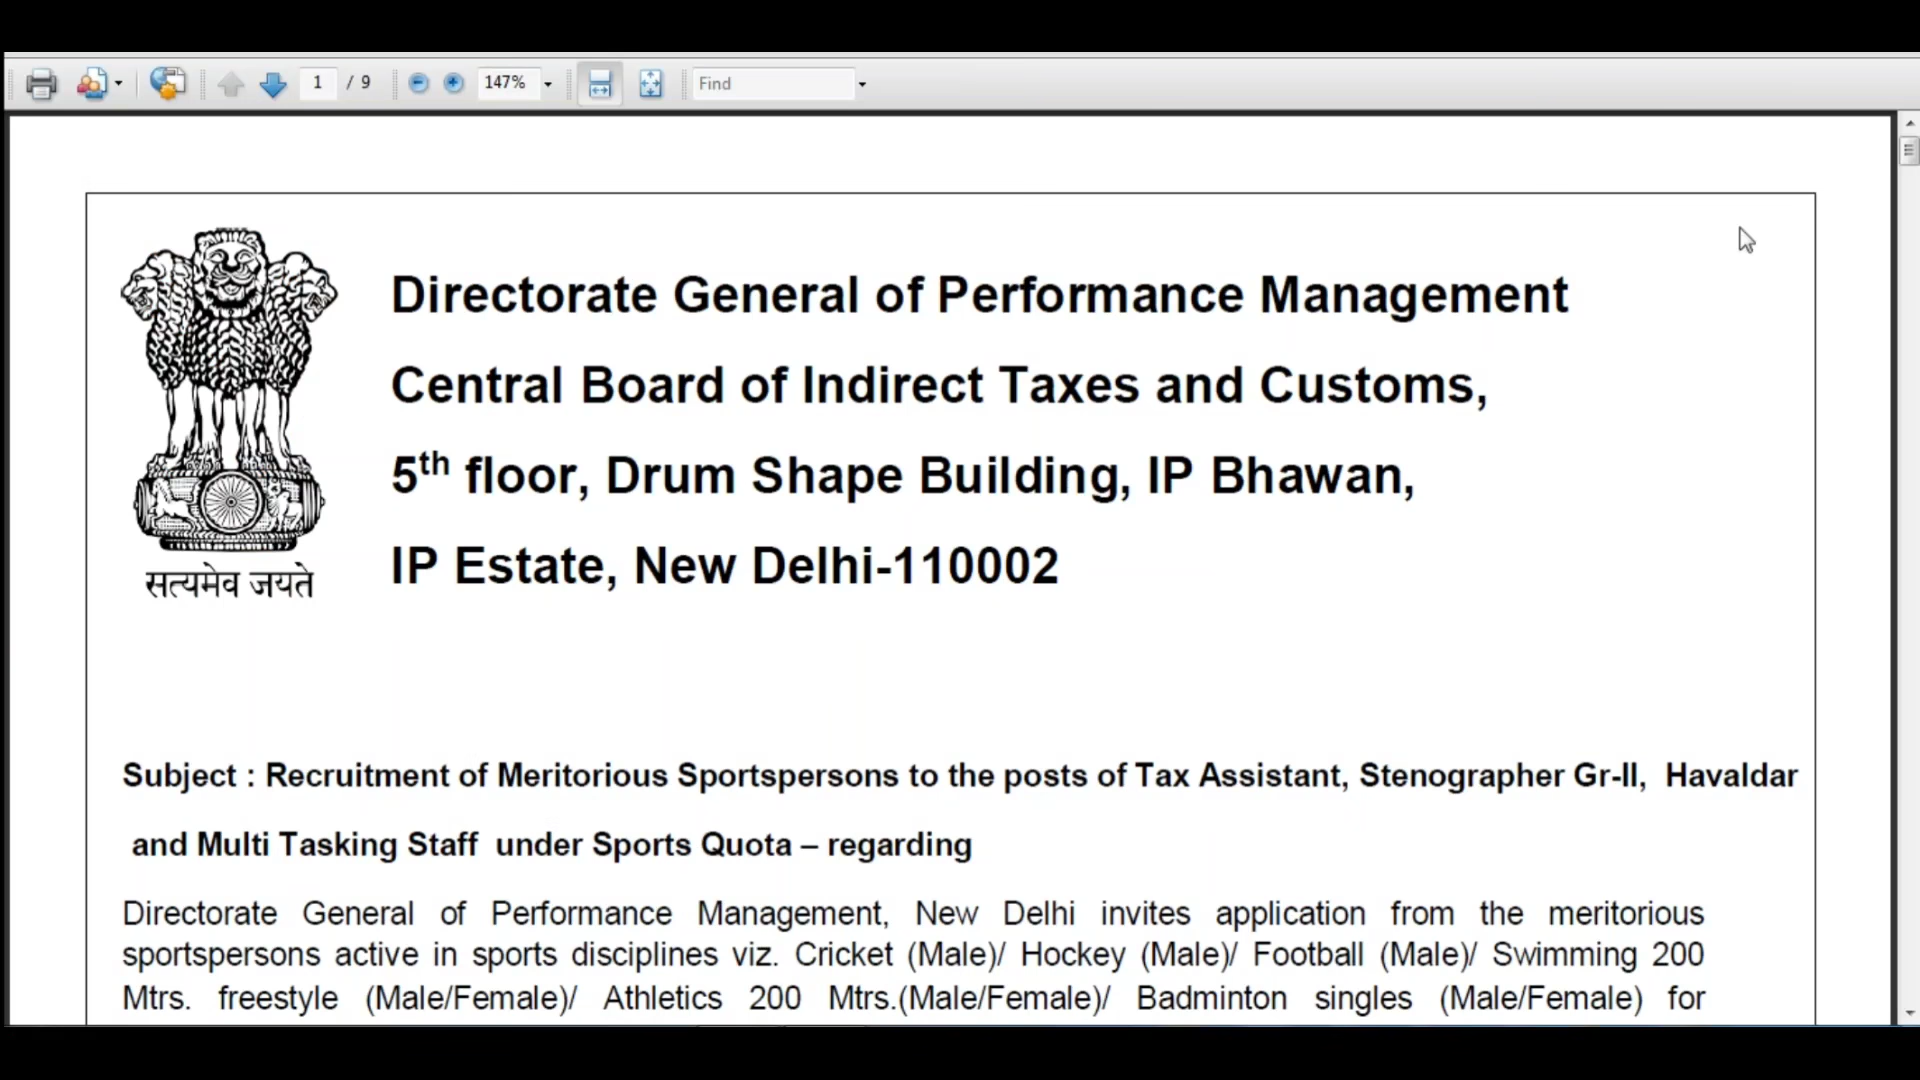 1 / 9 147% Find
Directorate General of Performance Management
Central Board of Indirect Taxes and Customs,
5th floor, Drum Shape Building, IP Bhawan,
IP Estate, New Delhi-110002
सत्यमेव जयते
Subject : Recruitment of Meritorious Sportspersons to the posts of Tax Assistant, Stenographer Gr-II, Havaldar
and Multi Tasking Staff under Sports Quota – regarding
Directorate General of Performance Management, New Delhi invites application from the meritorious
sportspersons active in sports disciplines viz. Cricket (Male)/ Hockey (Male)/ Football (Male)/ Swimming 200
Mtrs. freestyle (Male/Female)/ Athletics 200 Mtrs.(Male/Female)/ Badminton singles (Male/Female) for